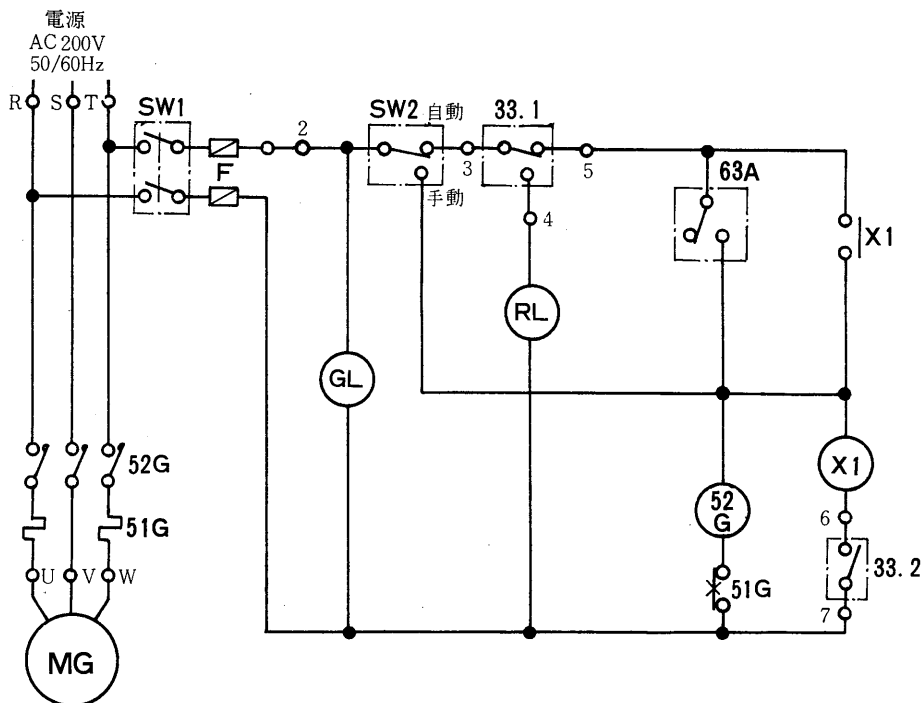 電源
AC 200V
50/60Hz
R
S
T
SW1
F
2
SW2
自動
手動
3
33.1
4
5
63A
X1
RL
GL
52G
51G
U
V
W
MG
52
G
51G
X1
6
33.2
7